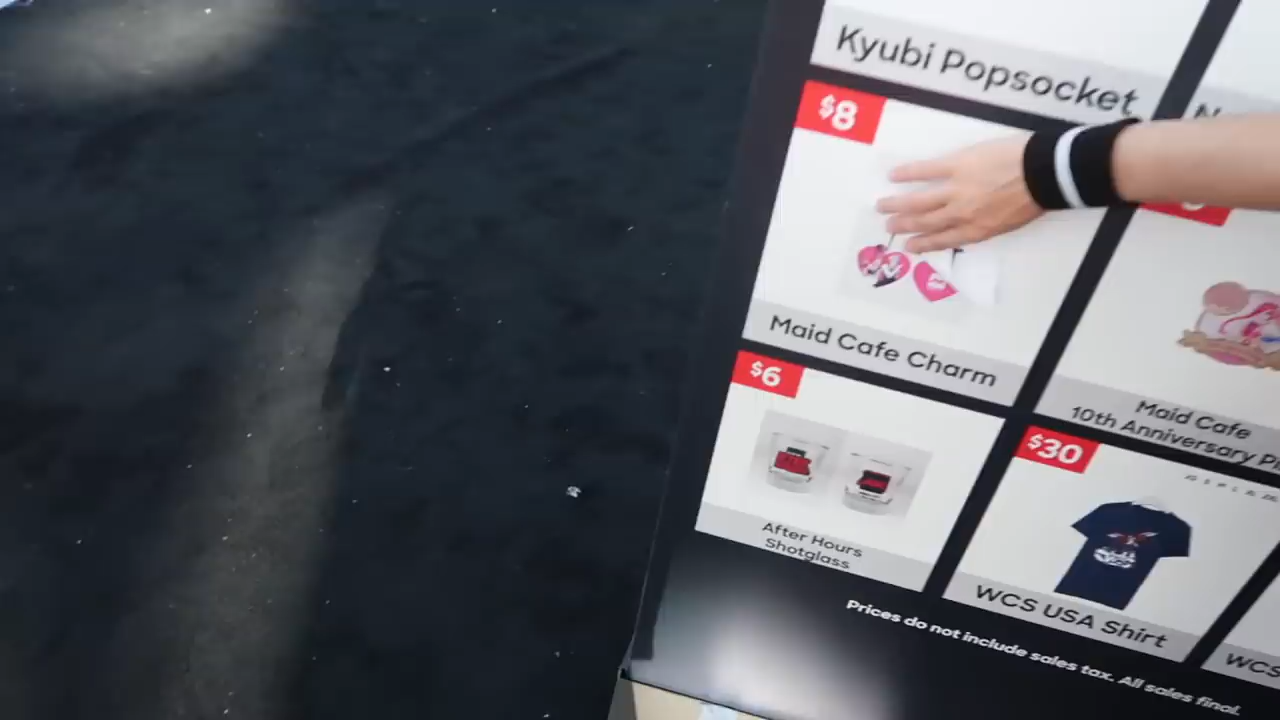 Kyubi Popsocket
$8
Maid Cafe Charm
Maid Cafe
10th Anniversary
$6
After Hours
Shotglass
$30
WCS USA Shirt
WCS
Prices do not include sales tax. All sales final.